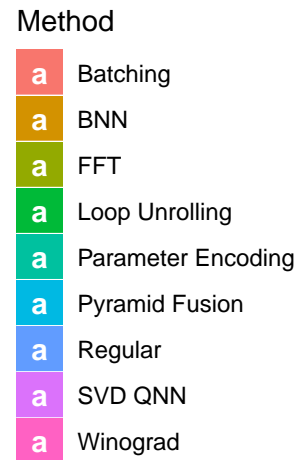 Method
a Batching
a BNN
a FFT
a Loop Unrolling
a Parameter Encoding
a Pyramid Fusion
a Regular
a SVD QNN
a Winograd